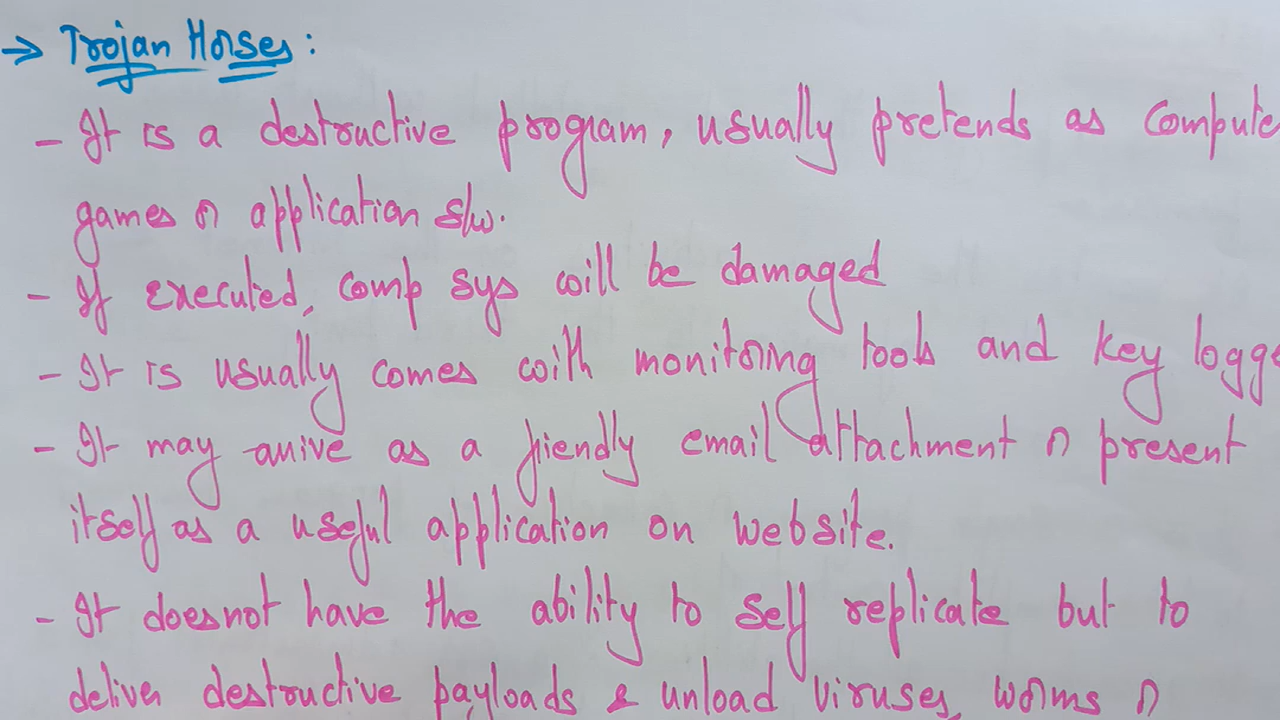 → Trojan Horses :
- It is a destructive program, usually pretends as compute
games or application s/w.
- If executed, comp sys will be damaged
- It is usually comes with monitoring tools and key logge
- It may arrive as a friendly email attachment or present
itself as a useful application on website.
- It doesnot have the ability to self replicate but to
deliver destructive payloads & unload viruses, worms or